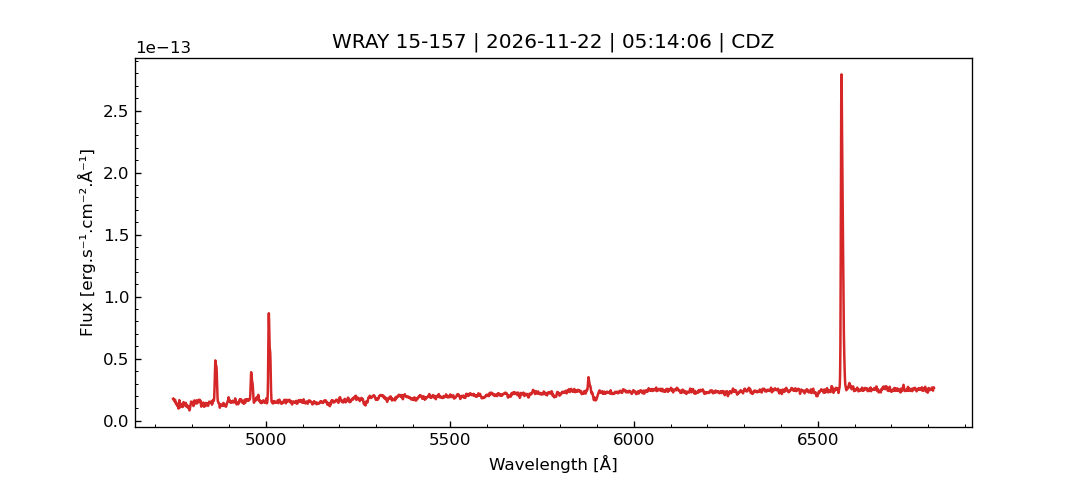 WRAY 15-157 | 2026-11-22 | 05:14:06 | CDZ
1e−13
Flux [erg.s⁻¹.cm⁻².Å⁻¹]
2.5
2.0
1.5
1.0
0.5
0.0
5000 5500 6000 6500
Wavelength [Å]